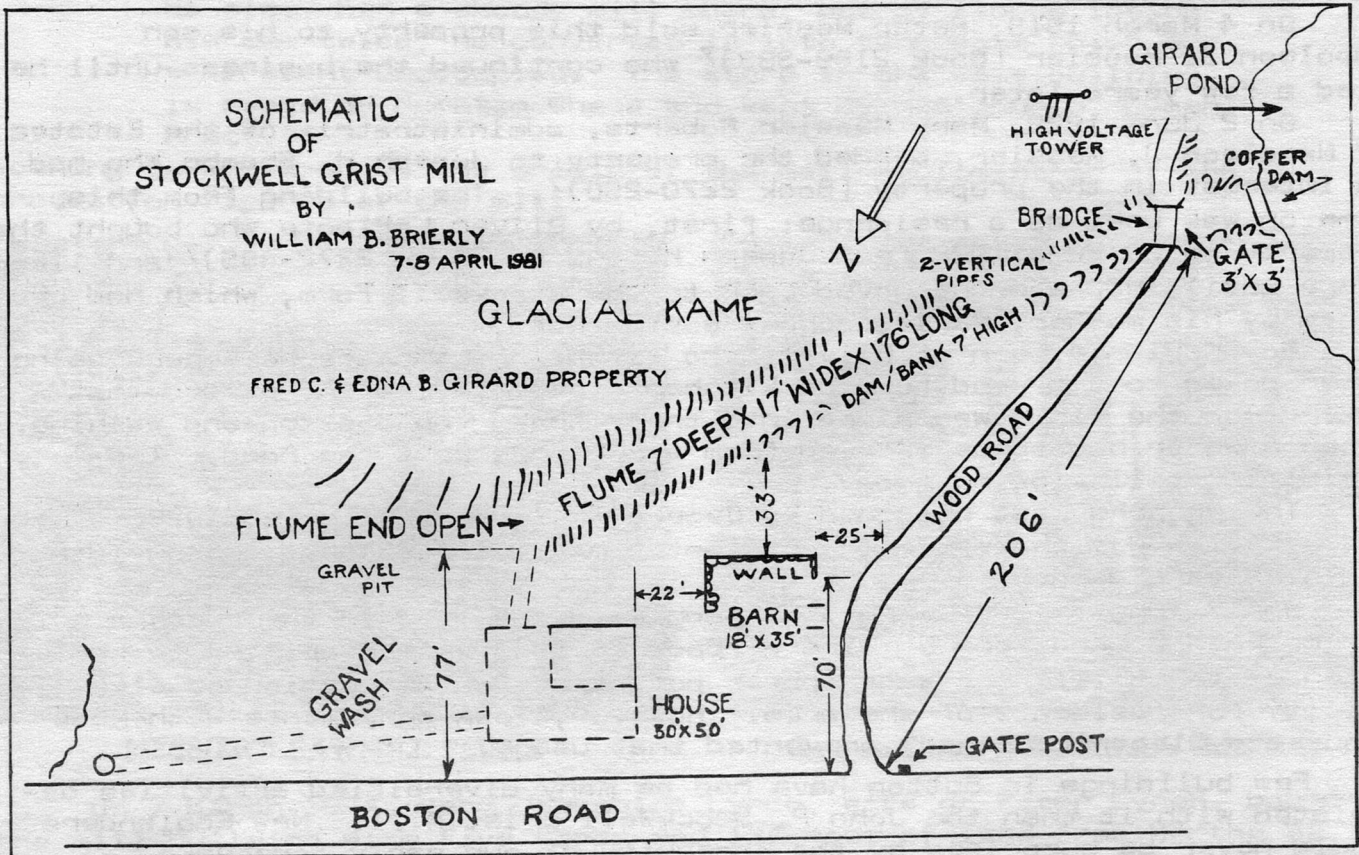 SCHEMATIC
OF
STOCKWELL GRIST MILL
BY
WILLIAM B. BRIERLY
7-8 APRIL 1981
GIRARD
POND
HIGH VOLTAGE
TOWER
COFFER
DAM
BRIDGE
GATE
3'X3'
N
2-VERTICAL
PIPES
GLACIAL KAME
FRED C. & EDNA B. GIRARD PROPERTY
FLUME 7' DEEP X 17' WIDE X 176' LONG
DAM/BANK 7' HIGH
WOOD ROAD
206'
FLUME END OPEN
33'
25'
GRAVEL
PIT
WALL
22'
BARN
18'X35'
77'
70'
GRAVEL
WASH
HOUSE
GATE POST
BOSTON ROAD